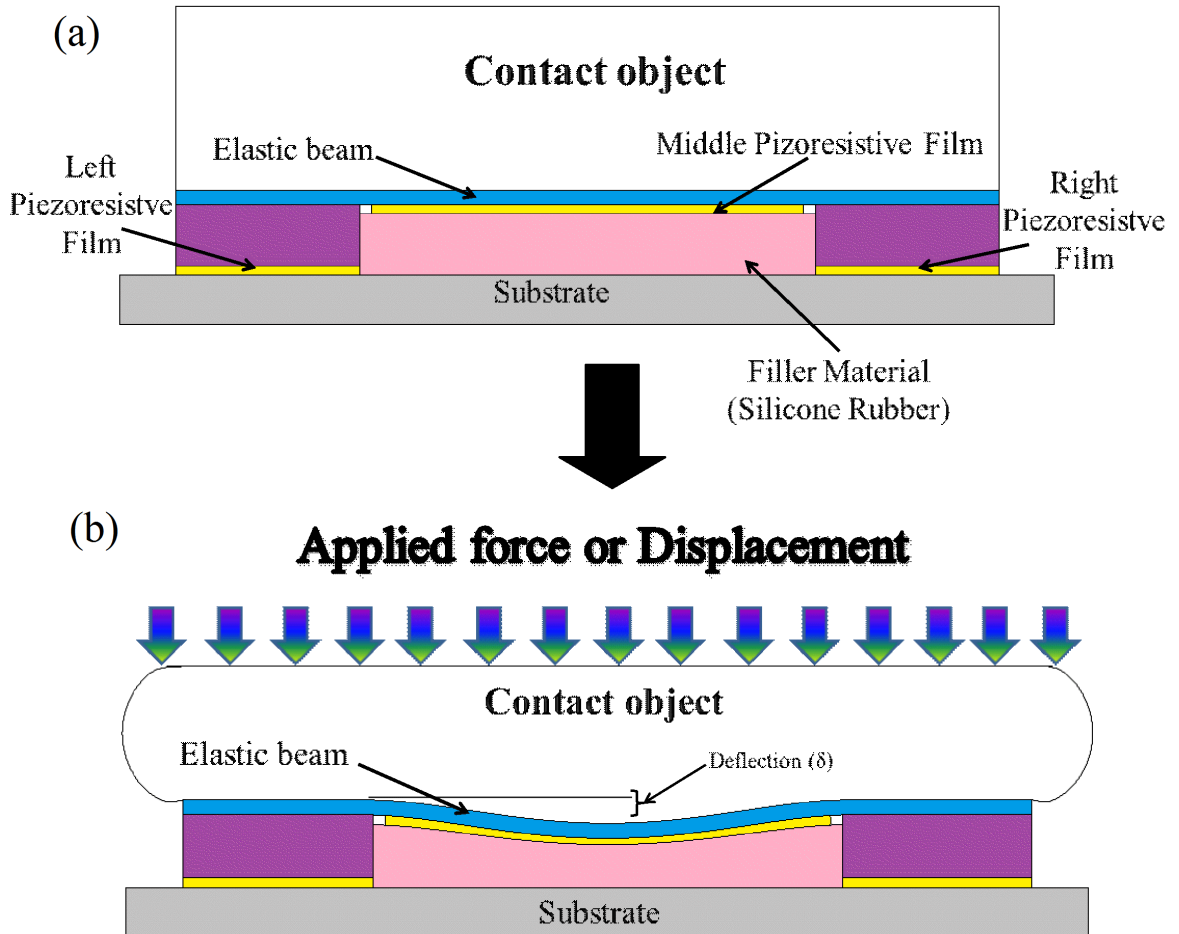 (a)
Contact object
Elastic beam
Middle Pizoresistive Film
Left
Piezoresistve
Film
Right
Piezoresistve
Film
Substrate
Filler Material
(Silicone Rubber)
(b)
Applied force or Displacement
Contact object
Elastic beam
Deflection (δ)
Substrate